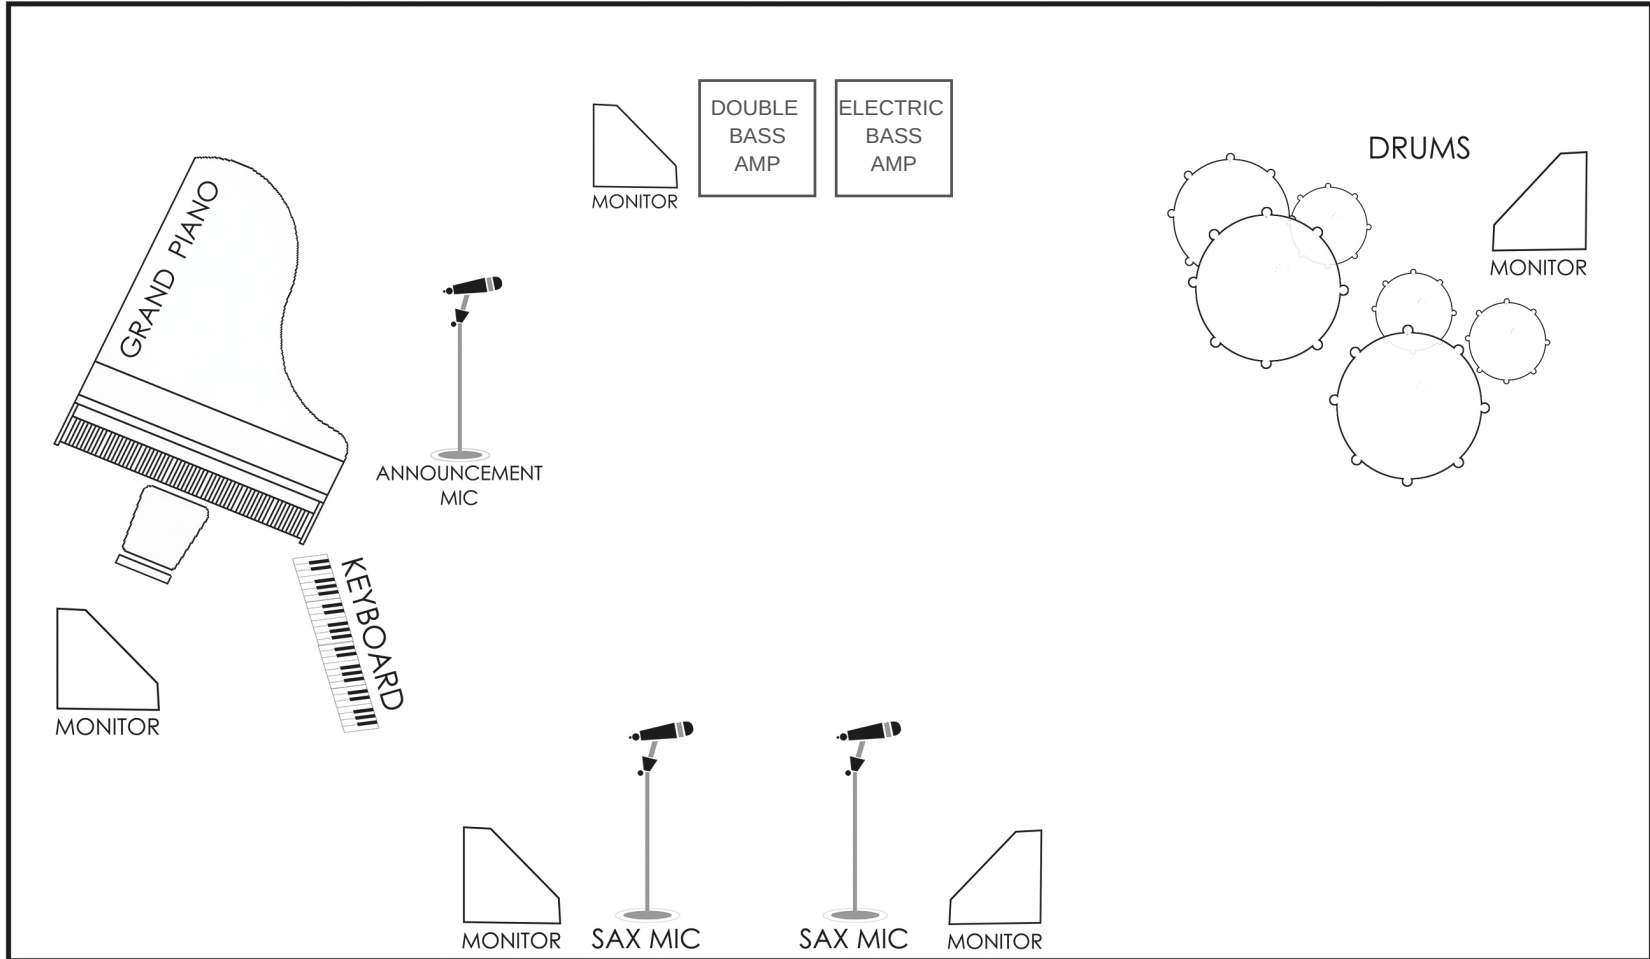 DOUBLE
BASS
AMP
ELECTRIC
BASS
AMP
MONITOR
DRUMS
MONITOR
GRAND PIANO
ANNOUNCEMENT
MIC
KEYBOARD
MONITOR
MONITOR
SAX MIC
SAX MIC
MONITOR